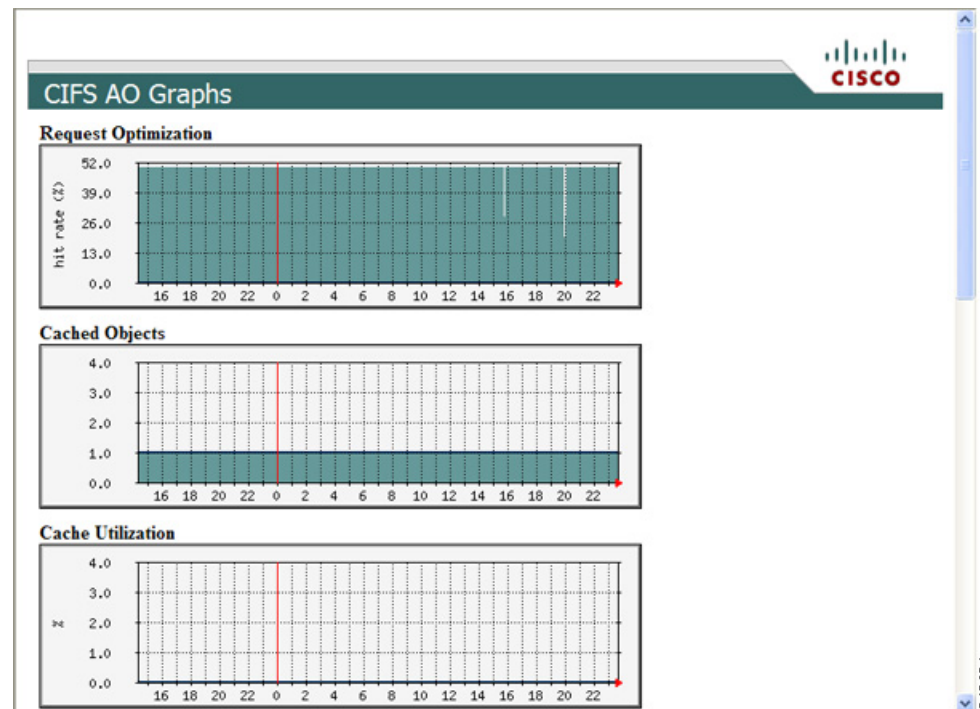 CISCO
CIFS AO Graphs
Request Optimization
hit rate (%)
52.0
39.0
26.0
13.0
0.0
16 18 20 22 0 2 4 6 8 10 12 14 16 18 20 22
Cached Objects
4.0
3.0
2.0
1.0
0.0
16 18 20 22 0 2 4 6 8 10 12 14 16 18 20 22
Cache Utilization
%
4.0
3.0
2.0
1.0
0.0
16 18 20 22 0 2 4 6 8 10 12 14 16 18 20 22